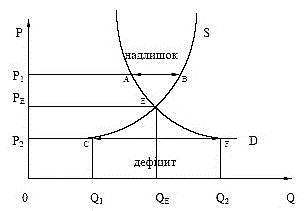 P S
надлишок
P1 A B
PE E
P2 C F D
дефіцит
0 Q1 QE Q2 Q